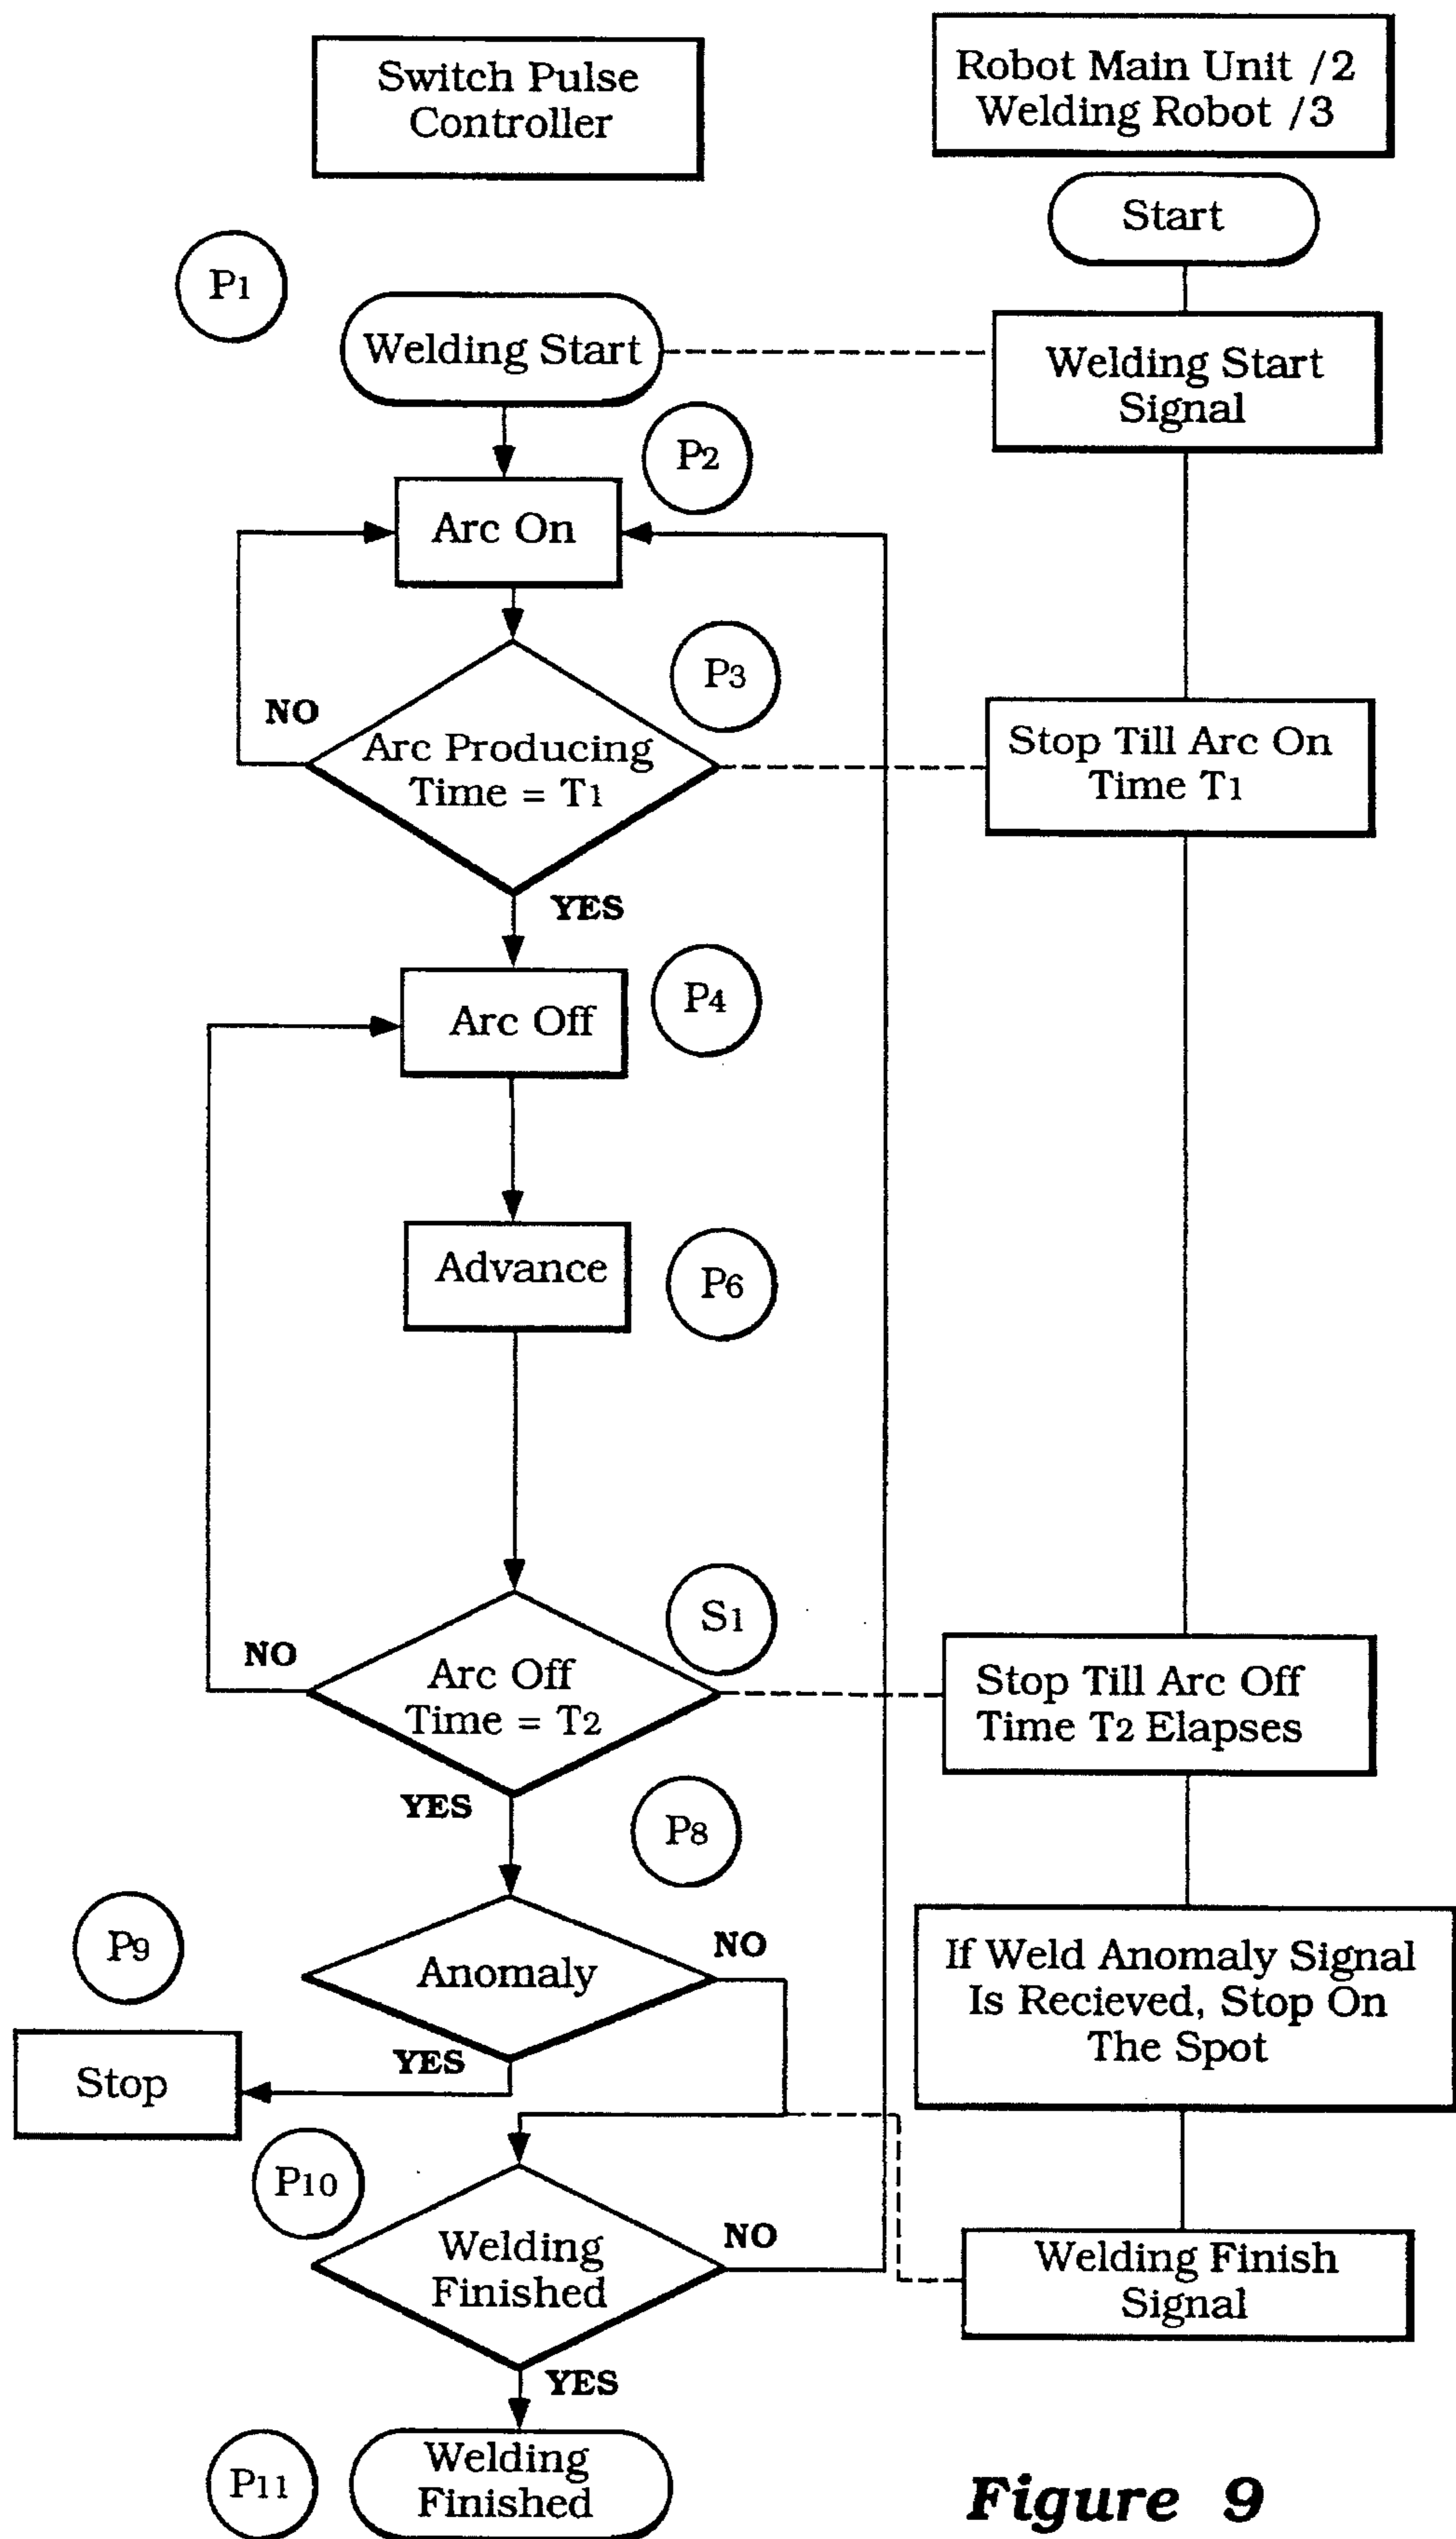 Switch Pulse
Controller
Robot Main Unit /2
Welding Robot /3
Start
P1
Welding Start
Welding Start
Signal
P2
Arc On
P3
NO
Arc Producing
Time = T1
Stop Till Arc On
Time T1
YES
P4
Arc Off
Advance
P6
S1
NO
Arc Off
Time = T2
Stop Till Arc Off
Time T2 Elapses
YES
P8
P9
Anomaly
NO
If Weld Anomaly Signal
Is Recieved, Stop On
The Spot
YES
Stop
P10
Welding
Finished
NO
Welding Finish
Signal
YES
P11
Welding
Finished
Figure 9